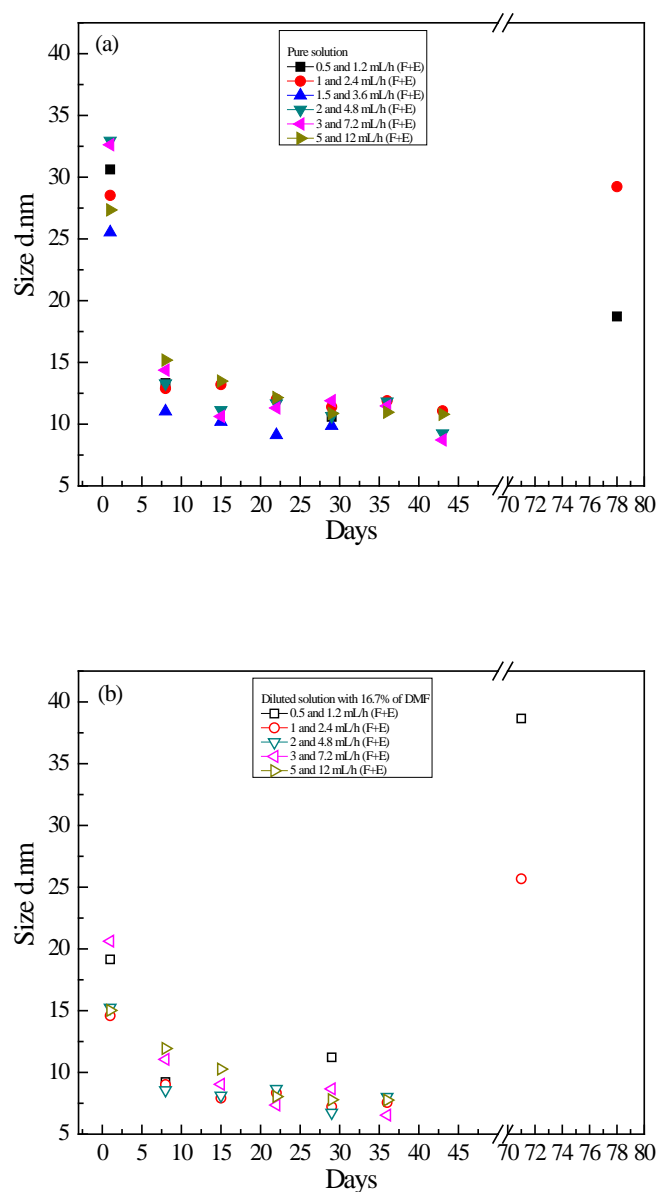 (a)
Pure solution
0.5 and 1.2 mL/h (F+E)
1 and 2.4 mL/h (F+E)
1.5 and 3.6 mL/h (F+E)
2 and 4.8 mL/h (F+E)
3 and 7.2 mL/h (F+E)
5 and 12 mL/h (F+E)
40
35
30
25
20
15
10
5
Size d.nm
0 5 10 15 20 25 30 35 40 45 70 72 74 76 78 80
Days
(b)
Diluted solution with 16.7% of DMF
0.5 and 1.2 mL/h (F+E)
1 and 2.4 mL/h (F+E)
2 and 4.8 mL/h (F+E)
3 and 7.2 mL/h (F+E)
5 and 12 mL/h (F+E)
40
35
30
25
20
15
10
5
Size d.nm
0 5 10 15 20 25 30 35 40 45 70 72 74 76 78 80
Days